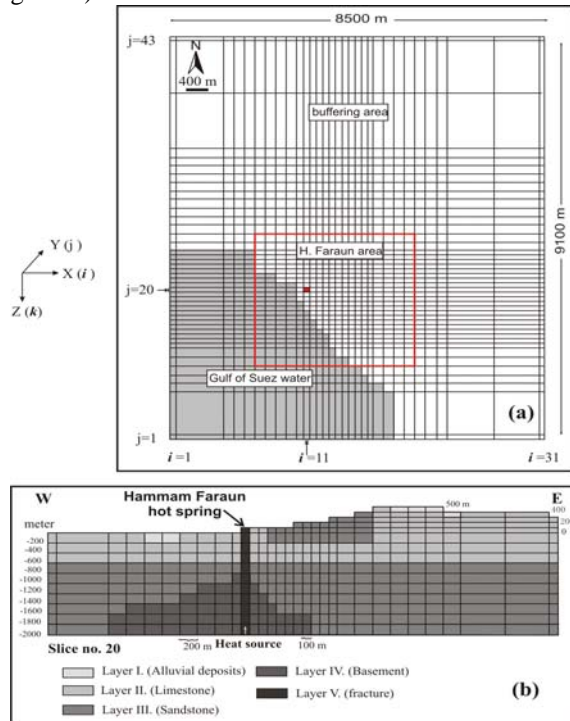 8500 m
j=43
N
400 m
buffering area
9100 m
Y (j)
X (i)
Z (k)
H. Faraun area
j=20
Gulf of Suez water
(a)
j=1
i=1
i=11
i=31
W
Hammam Faraun
hot spring
E
meter
500 m
400
20
0
-200
-400
-600
-800
-1000
-1200
-1400
-1600
-1800
-2000
Slice no. 20
200 m
Heat source
100 m
Layer I. (Alluvial deposits)
Layer IV. (Basement)
Layer II. (Limestone)
Layer V. (fracture)
Layer III. (Sandstone)
(b)